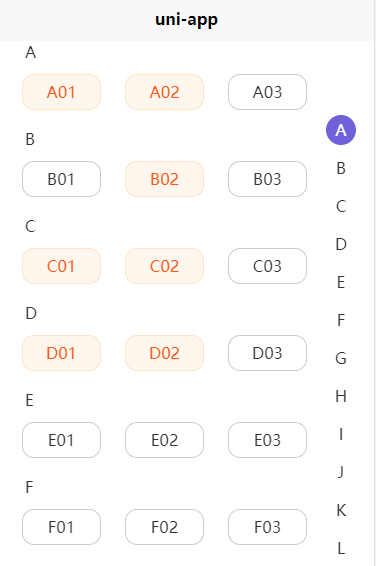 uni-app
A
A01 A02 A03
B
B01 B02 B03
C
C01 C02 C03
D
D01 D02 D03
E
E01 E02 E03
F
F01 F02 F03
A
B
C
D
E
F
G
H
I
J
K
L